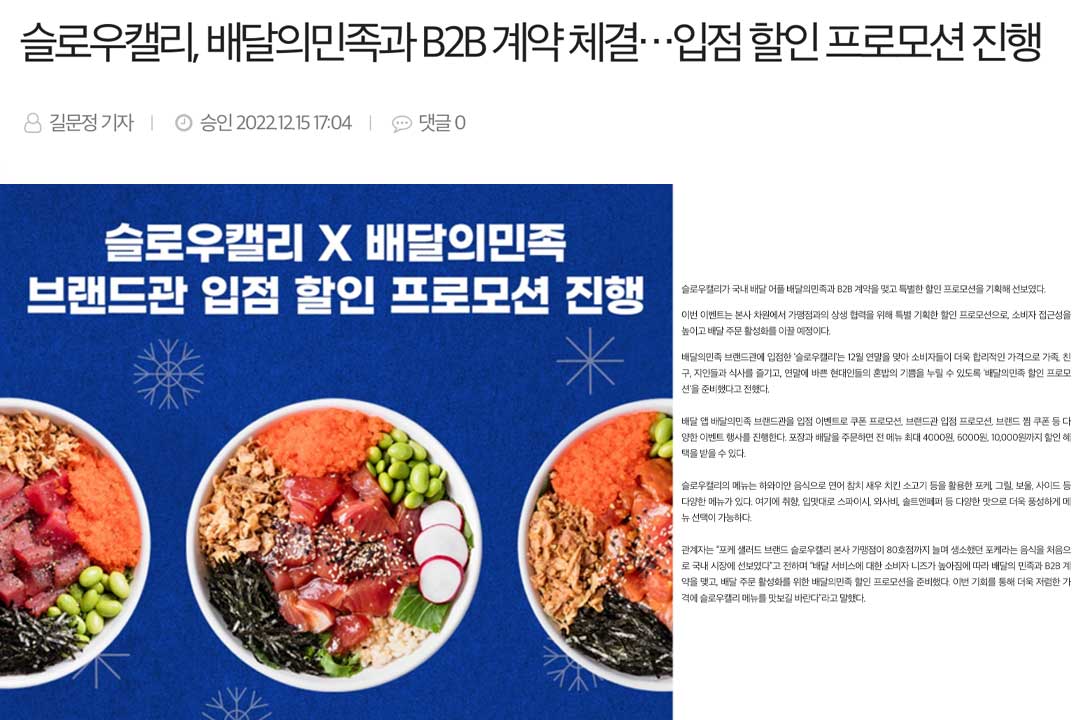 슬로우캘리, 배달의민족과 B2B 계약 체결…입점 할인 프로모션 진행
길문정 기자 | 승인 2022.12.15 17:04 | 댓글 0
슬로우캘리 X 배달의민족
브랜드관 입점 할인 프로모션 진행
슬로우캘리가 국내 배달 어플 배달의민족과 B2B 계약을 맺고 특별한 할인 프로모션을 기획해 선보였다.
이번 이벤트는 본사 차원에서 가맹점과의 상생 협력을 위해 특별 기획한 할인 프로모션으로, 소비자 접근성을
높이고 배달 주문 활성화를 이끌 예정이다.
배달의민족 브랜드관에 입점한 '슬로우캘리'는 12월 연말을 맞아 소비자들이 더욱 합리적인 가격으로 가족, 친
구, 지인들과 식사를 즐기고, 연말에 바쁜 현대인들의 혼밥의 기쁨을 누릴 수 있도록 '배달의민족 할인 프로모
션'을 준비했다고 전했다.
배달 앱 배달의민족 브랜드관을 입점 이벤트로 쿠폰 프로모션, 브랜드관 입점 프로모션, 브랜드 찜 쿠폰 등 다
양한 이벤트 행사를 진행한다. 포장과 배달을 주문하면 전 메뉴 최대 4000원, 6000원, 10,000원까지 할인 혜
택을 받을 수 있다.
슬로우캘리의 메뉴는 하와이안 음식으로 연어 참치 새우 치킨 소고기 등을 활용한 포케, 그릴, 보울, 사이드 등
다양한 메뉴가 있다. 여기에 취향, 입맛대로 스파이시, 와사비, 솔트앤페퍼 등 다양한 맛으로 더욱 풍성하게 메
뉴 선택이 가능하다.
관계자는 "포케 샐러드 브랜드 슬로우캘리 본사 가맹점이 80호점까지 늘며 생소했던 포케라는 음식을 처음으
로 국내 시장에 선보였다"고 전하며 "배달 서비스에 대한 소비자 니즈가 높아짐에 따라 배달의 민족과 B2B 계
약을 맺고, 배달 주문 활성화를 위한 배달의민족 할인 프로모션을 준비했다. 이번 기회를 통해 더욱 저렴한 가
격에 슬로우캘리 메뉴를 맛보길 바란다"라고 말했다.